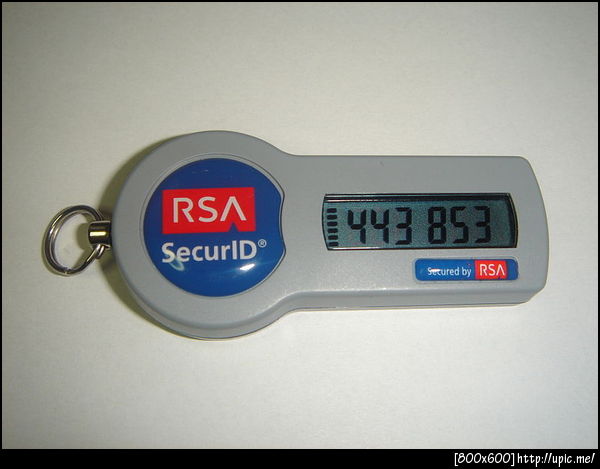 RSA
SecurID®
443 853
Secured by RSA
[800x600]http://upic.me/